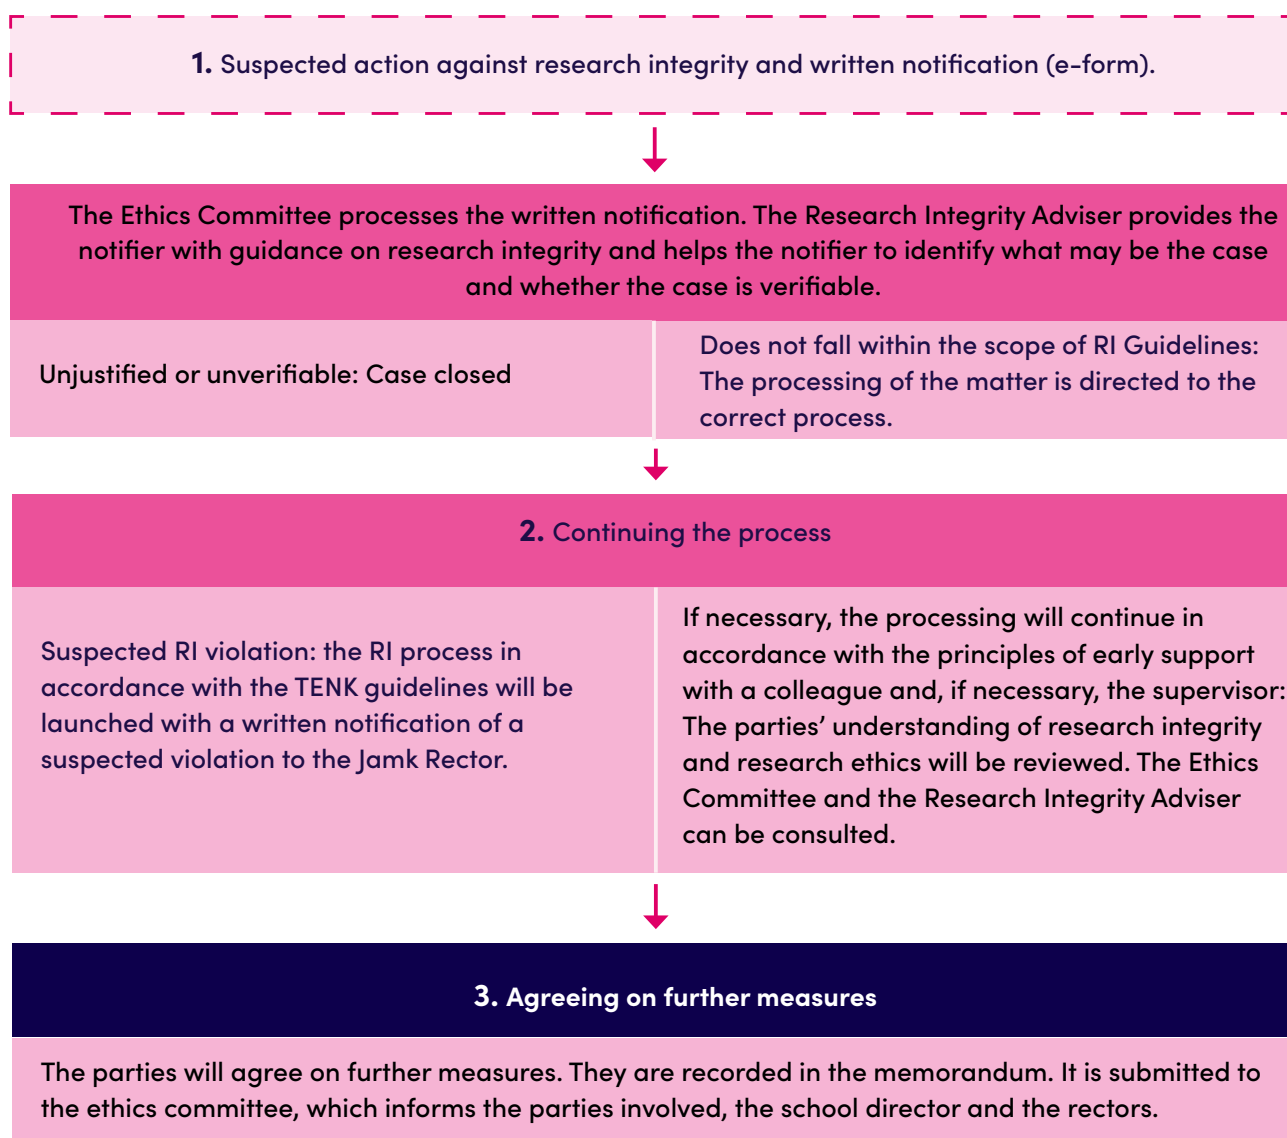 1. Suspected action against research integrity and written notification (e-form).
The Ethics Committee processes the written notification. The Research Integrity Adviser provides the
notifier with guidance on research integrity and helps the notifier to identify what may be the case
and whether the case is verifiable.
Unjustified or unverifiable: Case closed
Does not fall within the scope of RI Guidelines:
The processing of the matter is directed to the
correct process.
2. Continuing the process
Suspected RI violation: the RI process in
accordance with the TENK guidelines will be
launched with a written notification of a
suspected violation to the Jamk Rector.
If necessary, the processing will continue in
accordance with the principles of early support
with a colleague and, if necessary, the supervisor:
The parties’ understanding of research integrity
and research ethics will be reviewed. The Ethics
Committee and the Research Integrity Adviser
can be consulted.
3. Agreeing on further measures
The parties will agree on further measures. They are recorded in the memorandum. It is submitted to
the ethics committee, which informs the parties involved, the school director and the rectors.